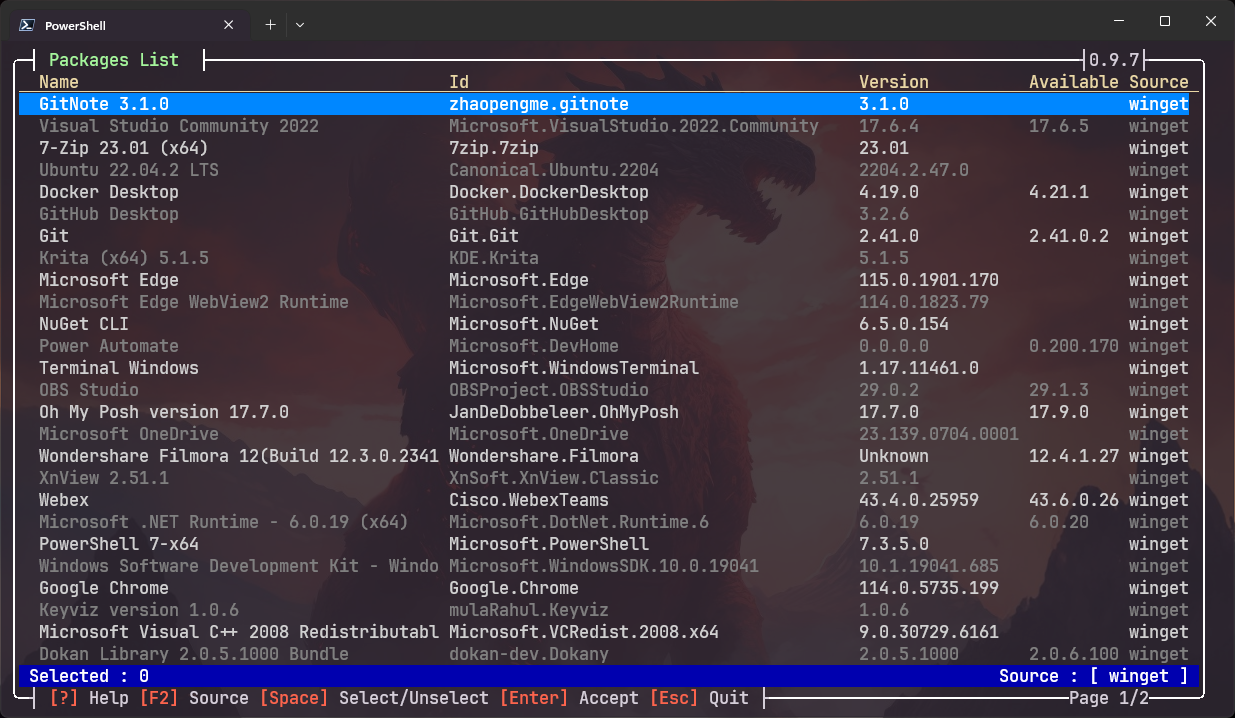 PowerShell
Packages List 0.9.7
Name Id Version Available Source
GitNote 3.1.0 zhaopengme.gitnote 3.1.0 winget
Visual Studio Community 2022 Microsoft.VisualStudio.2022.Community 17.6.4 17.6.5 winget
7-Zip 23.01 (x64) 7zip.7zip 23.01 winget
Ubuntu 22.04.2 LTS Canonical.Ubuntu.2204 2204.2.47.0 winget
Docker Desktop Docker.DockerDesktop 4.19.0 4.21.1 winget
GitHub Desktop GitHub.GitHubDesktop 3.2.6 winget
Git Git.Git 2.41.0 2.41.0.2 winget
Krita (x64) 5.1.5 KDE.Krita 5.1.5 winget
Microsoft Edge Microsoft.Edge 115.0.1901.170 winget
Microsoft Edge WebView2 Runtime Microsoft.EdgeWebView2Runtime 114.0.1823.79 winget
NuGet CLI Microsoft.NuGet 6.5.0.154 winget
Power Automate Microsoft.DevHome 0.0.0.0 0.200.170 winget
Terminal Windows Microsoft.WindowsTerminal 1.17.11461.0 winget
OBS Studio OBSProject.OBSStudio 29.0.2 29.1.3 winget
Oh My Posh version 17.7.0 JanDeDobbeleer.OhMyPosh 17.7.0 17.9.0 winget
Microsoft OneDrive Microsoft.OneDrive 23.139.0704.0001 winget
Wondershare Filmora 12(Build 12.3.0.2341 Wondershare.Filmora Unknown 12.4.1.27 winget
XnView 2.51.1 XnSoft.XnView.Classic 2.51.1 winget
Webex Cisco.WebexTeams 43.4.0.25959 43.6.0.26 winget
Microsoft .NET Runtime - 6.0.19 (x64) Microsoft.DotNet.Runtime.6 6.0.19 6.0.20 winget
PowerShell 7-x64 Microsoft.PowerShell 7.3.5.0 winget
Windows Software Development Kit - Windo Microsoft.WindowsSDK.10.0.19041 10.1.19041.685 winget
Google Chrome Google.Chrome 114.0.5735.199 winget
Keyviz version 1.0.6 mulaRahul.Keyviz 1.0.6 winget
Microsoft Visual C++ 2008 Redistributabl Microsoft.VCRedist.2008.x64 9.0.30729.6161 winget
Dokan Library 2.0.5.1000 Bundle dokan-dev.Dokany 2.0.5.1000 2.0.6.100 winget
Selected : 0 Source : [ winget ]
[?] Help [F2] Source [Space] Select/Unselect [Enter] Accept [Esc] Quit Page 1/2